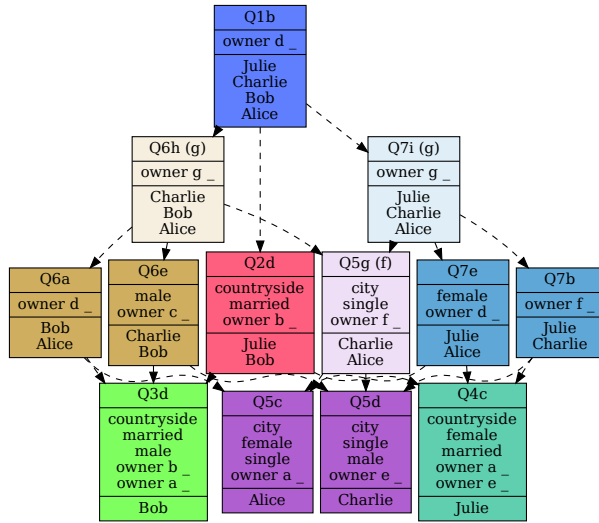 Q1b
owner d _
Julie
Charlie
Bob
Alice
Q6h (g)
owner g _
Charlie
Bob
Alice
Q7i (g)
owner g _
Julie
Charlie
Alice
Q6a
owner d _
Bob
Alice
Q6e
male
owner c _
Charlie
Bob
Q2d
countryside
married
owner b _
Julie
Bob
Q5g (f)
city
single
owner f _
Charlie
Alice
Q7e
female
owner d _
Julie
Alice
Q7b
owner f _
Julie
Charlie
Q3d
countryside
married
male
owner b _
owner a _
Bob
Q5c
city
female
single
owner a _
Alice
Q5d
city
single
male
owner e _
Charlie
Q4c
countryside
female
married
owner a _
owner e _
Julie